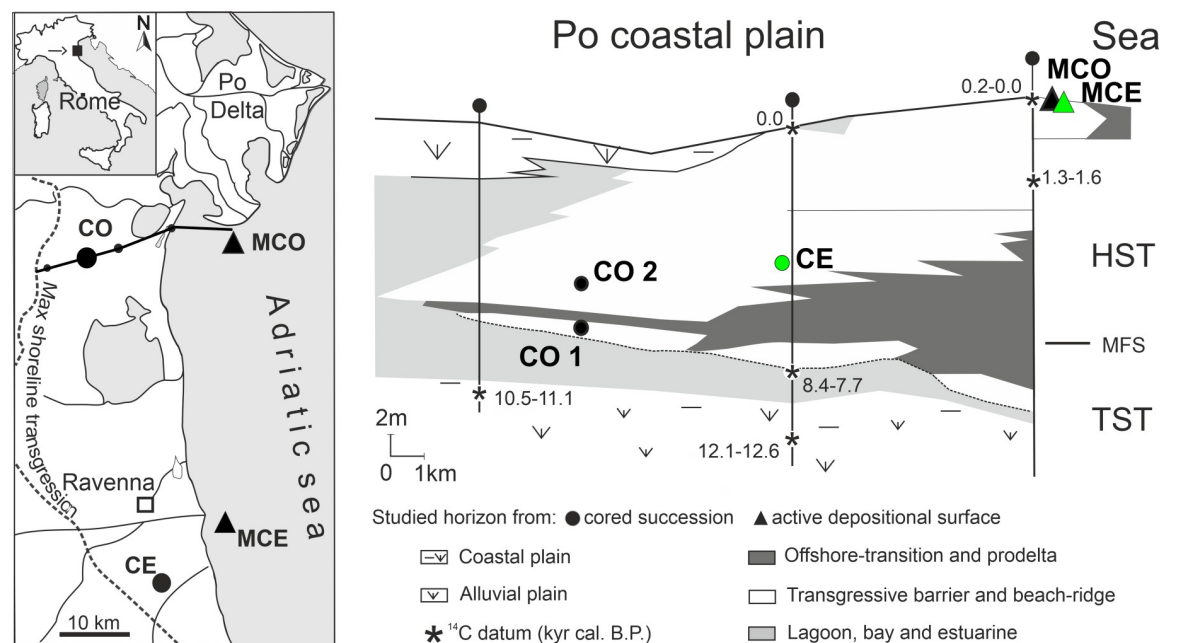 N
Rome
Po
Delta
CO
MCO
Max shoreline transgression
Adriatic sea
Ravenna
MCE
CE
10 km
Po coastal plain
Sea
MCO
MCE
0.2-0.0
0.0
1.3-1.6
HST
CE
CO 2
CO 1
MFS
8.4-7.7
10.5-11.1
TST
2m
0 1km
12.1-12.6
Studied horizon from: cored succession active depositional surface
Coastal plain
Offshore-transition and prodelta
Alluvial plain
Transgressive barrier and beach-ridge
* 14C datum (kyr cal. B.P.)
Lagoon, bay and estuarine